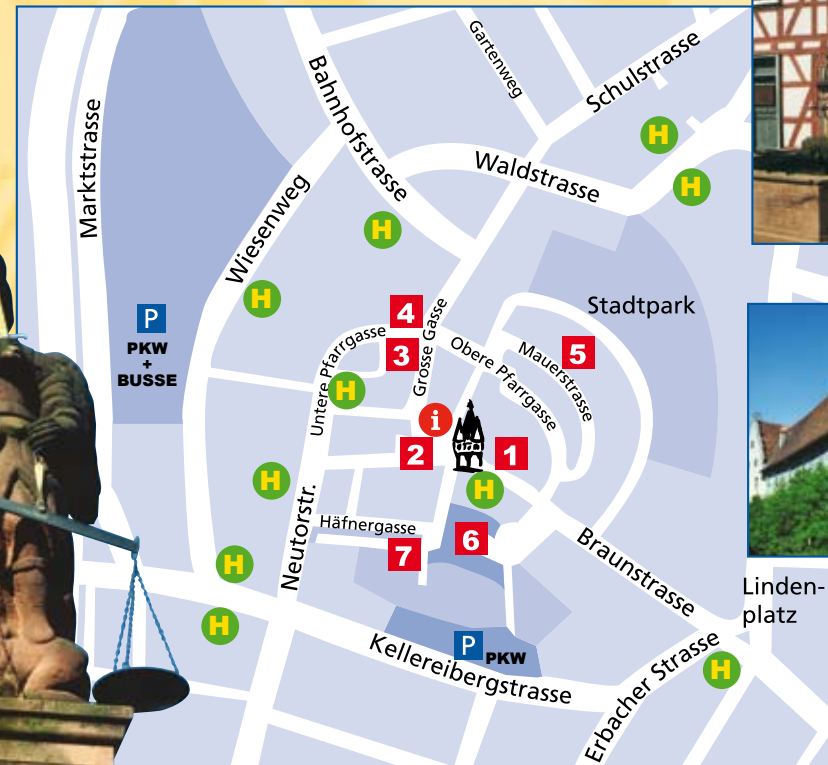 Gartenweg
Schulstrasse
Bahnhofstrasse
Marktstrasse
H
Waldstrasse
H
Wiesenweg
H
H
Stadtpark
P
PKW
+
BUSSE
4
Grosse Gasse
Untere Pfarrgasse
3
Obere Pfarrgasse
Mauerstrasse
5
H
i
2
1
H
H
Neutorstr.
Häfnergasse
6
7
Braunstrasse
H
Linden-
platz
H
Kellereibergstrasse
P PKW
Erbacher Strasse
H